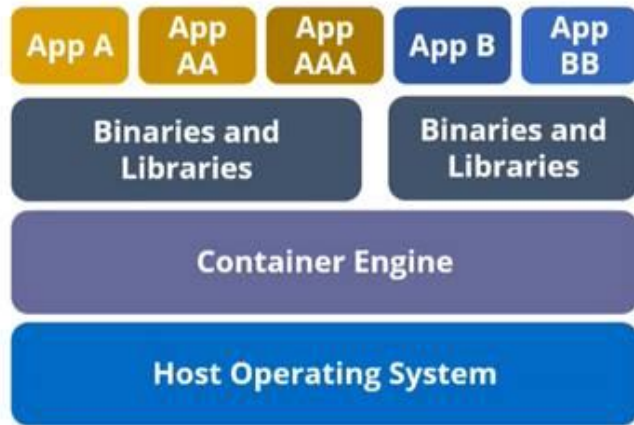 App A
App
AA
App
AAA
App B
App
BB
Binaries and
Libraries
Binaries and
Libraries
Container Engine
Host Operating System